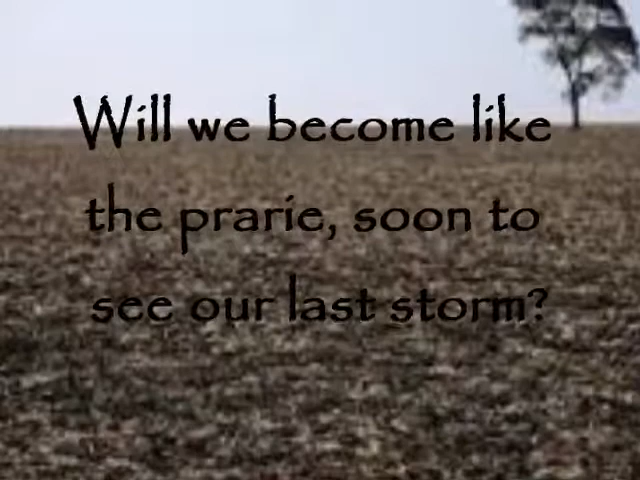 Will we become like
the prarie, soon to
see our last storm?